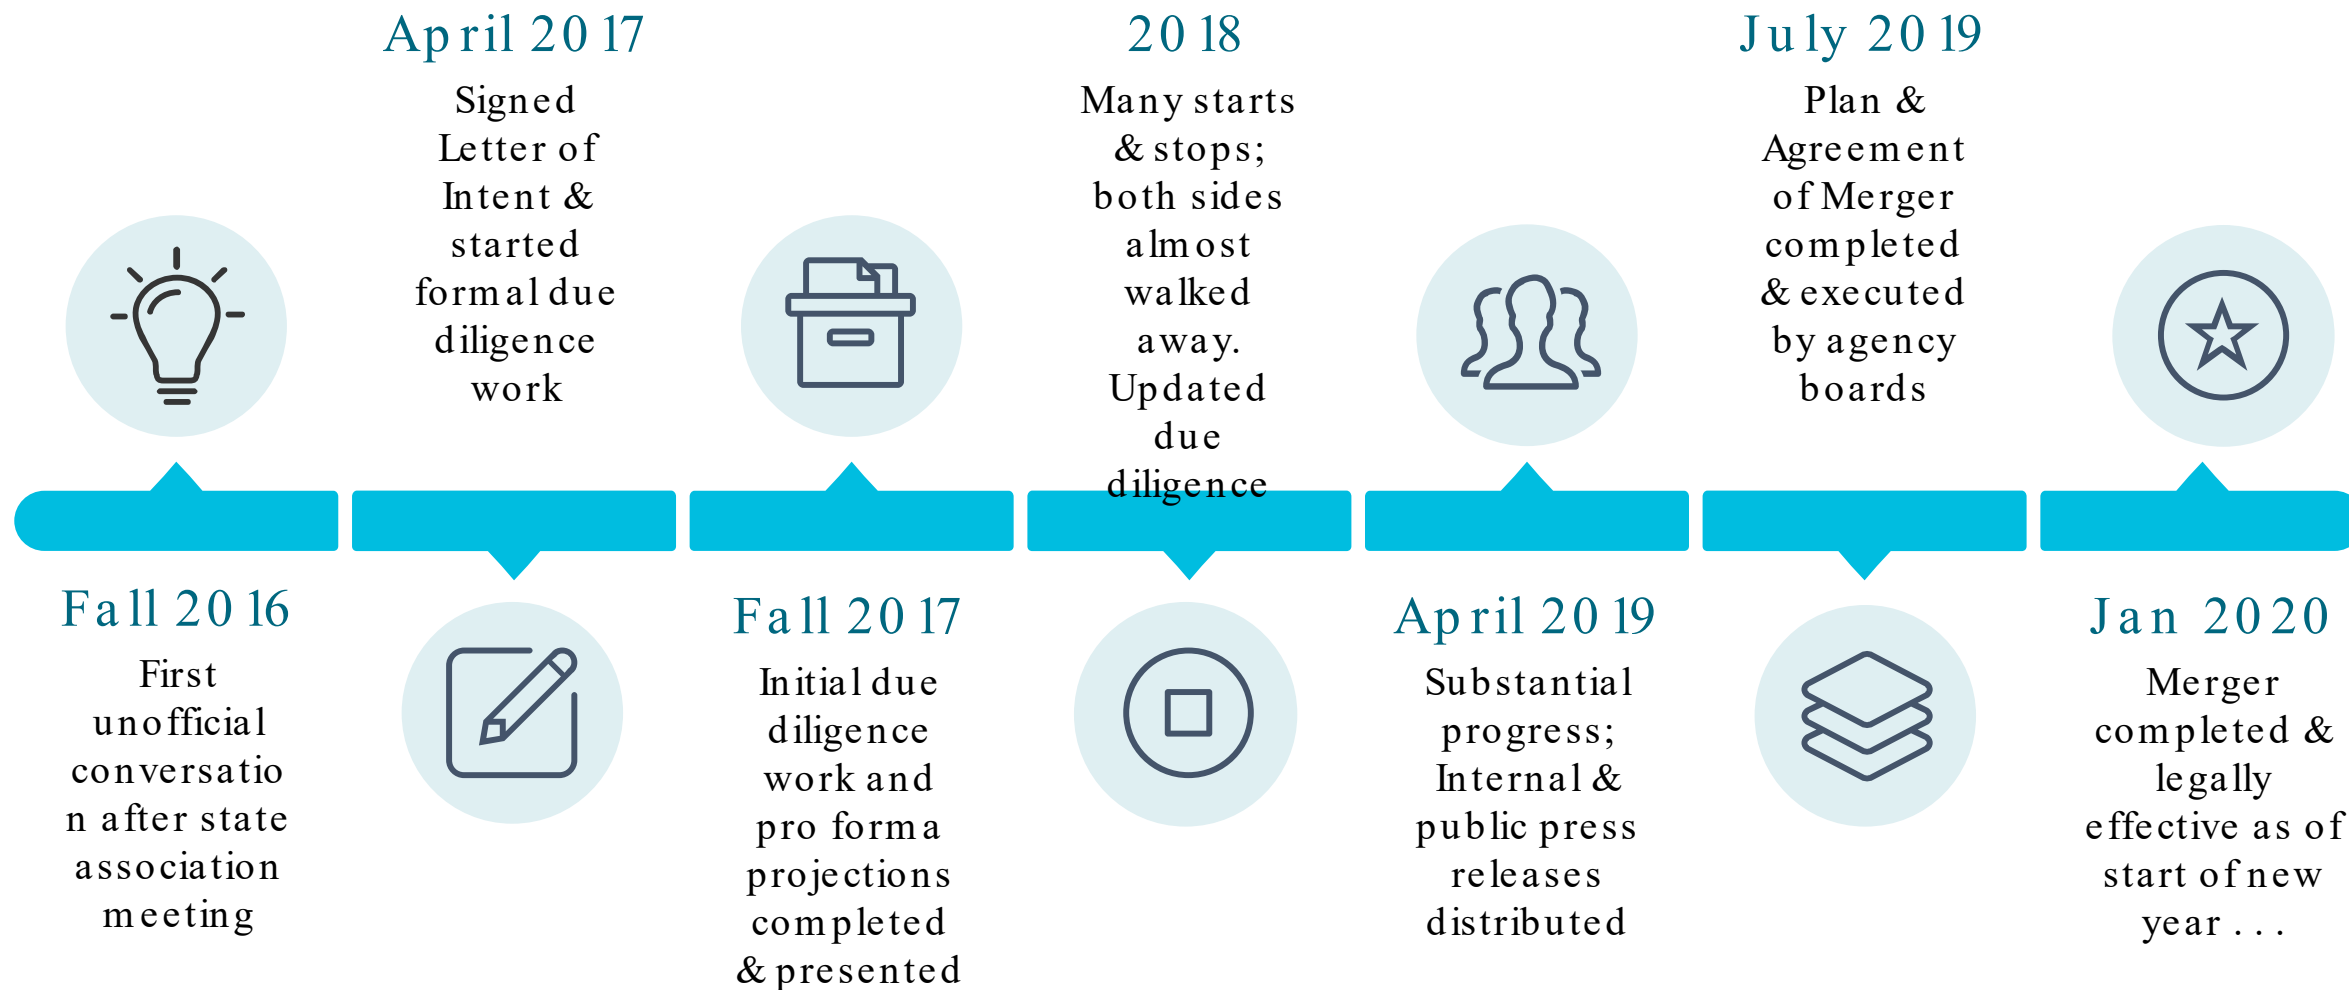 Fall 2016
First
unofficial
conversatio
n after state
association
meeting
April 2017
Signed
Letter of
Intent &
started
formal due
diligence
work
Fall 2017
Initial due
diligence
work and
pro forma
projections
completed
& presented
2018
Many starts
& stops;
both sides
almost
walked
away.
Updated
due
diligence
April 2019
Substantial
progress;
Internal &
public press
releases
distributed
July 2019
Plan &
Agreement
of Merger
completed
& executed
by agency
boards
Jan 2020
Merger
completed &
legally
effective as of
start of new
year . . .